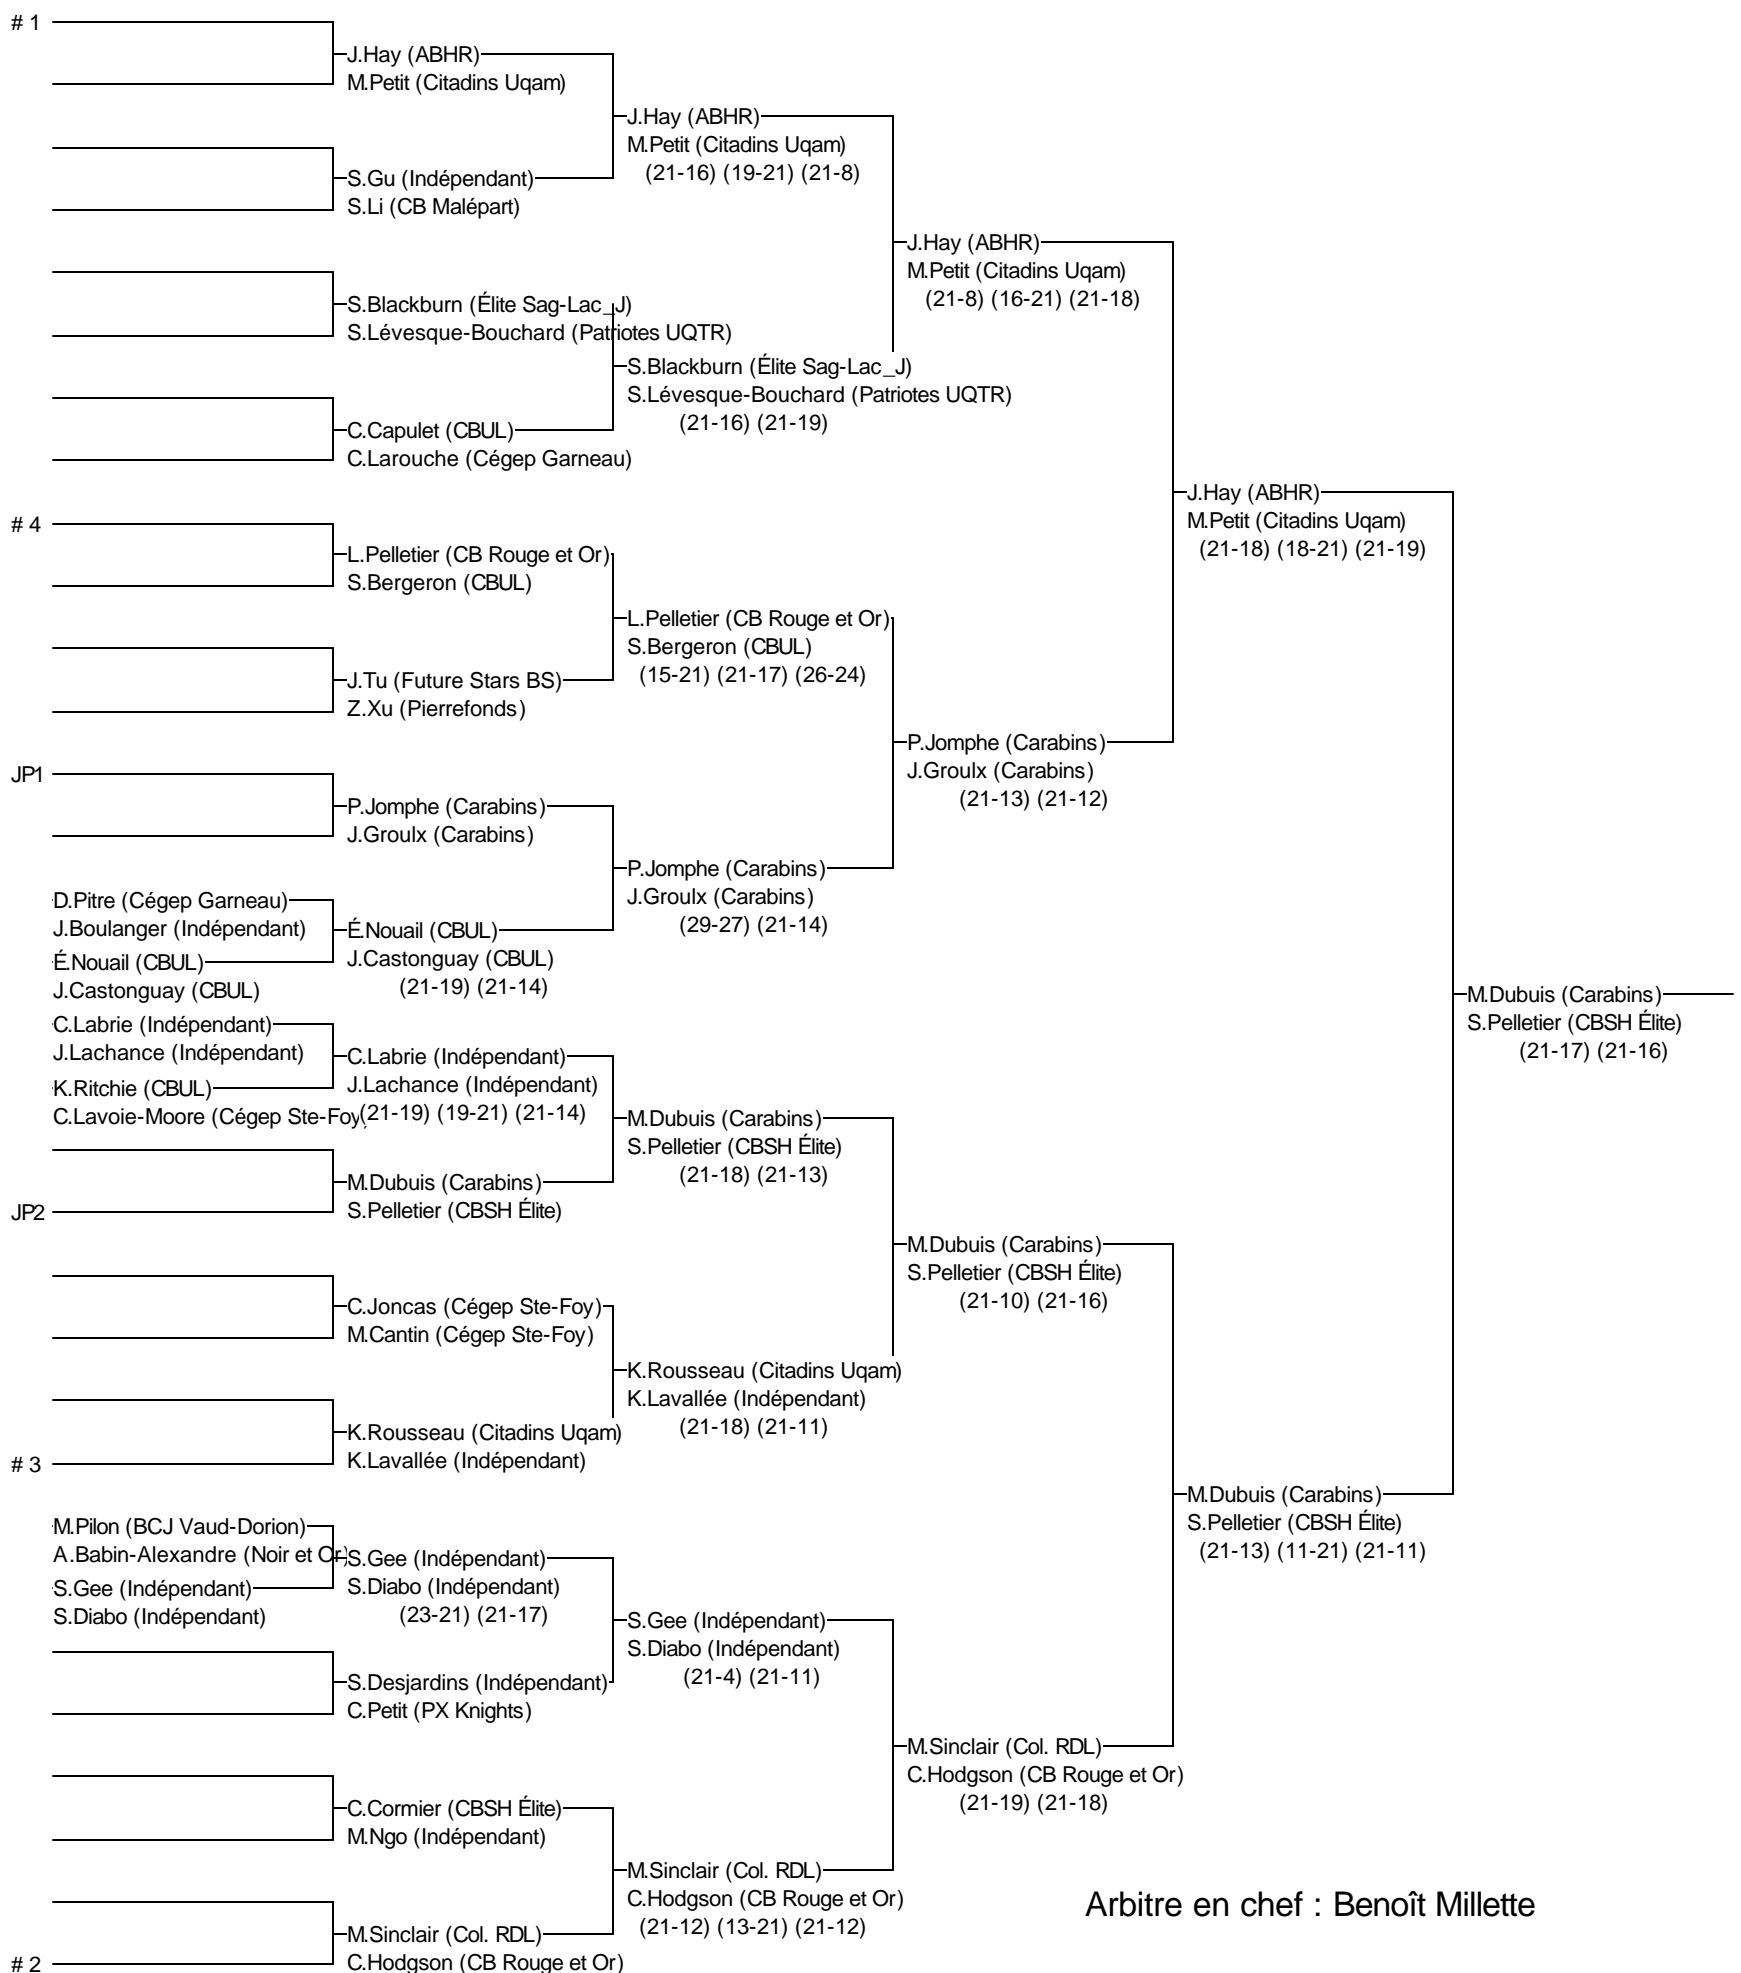 # 1
J.Hay (ABHR)
M.Petit (Citadins Uqam)
J.Hay (ABHR)
M.Petit (Citadins Uqam)
(21-16) (19-21) (21-8)
S.Gu (Indépendant)
S.Li (CB Malépart)
J.Hay (ABHR)
M.Petit (Citadins Uqam)
(21-8) (16-21) (21-18)
S.Blackburn (Élite Sag-Lac_J)
S.Lévesque-Bouchard (Patriotes UQTR)
S.Blackburn (Élite Sag-Lac_J)
S.Lévesque-Bouchard (Patriotes UQTR)
(21-16) (21-19)
C.Capulet (CBUL)
C.Larouche (Cégep Garneau)
J.Hay (ABHR)
M.Petit (Citadins Uqam)
(21-18) (18-21) (21-19)
# 4
L.Pelletier (CB Rouge et Or)
S.Bergeron (CBUL)
L.Pelletier (CB Rouge et Or)
S.Bergeron (CBUL)
(15-21) (21-17) (26-24)
J.Tu (Future Stars BS)
Z.Xu (Pierrefonds)
P.Jomphe (Carabins)
J.Groulx (Carabins)
(21-13) (21-12)
JP1
P.Jomphe (Carabins)
J.Groulx (Carabins)
P.Jomphe (Carabins)
J.Groulx (Carabins)
(29-27) (21-14)
D.Pitre (Cégep Garneau)
J.Boulanger (Indépendant)
É.Nouail (CBUL)
J.Castonguay (CBUL)
(21-19) (21-14)
É.Nouail (CBUL)
J.Castonguay (CBUL)
M.Dubuis (Carabins)
S.Pelletier (CBSH Élite)
(21-17) (21-16)
C.Labrie (Indépendant)
J.Lachance (Indépendant)
C.Labrie (Indépendant)
J.Lachance (Indépendant)
(21-19) (19-21) (21-14)
K.Ritchie (CBUL)
C.Lavoie-Moore (Cégep Ste-Foy)
M.Dubuis (Carabins)
S.Pelletier (CBSH Élite)
(21-18) (21-13)
M.Dubuis (Carabins)
S.Pelletier (CBSH Élite)
JP2
M.Dubuis (Carabins)
S.Pelletier (CBSH Élite)
(21-10) (21-16)
C.Joncas (Cégep Ste-Foy)
M.Cantin (Cégep Ste-Foy)
K.Rousseau (Citadins Uqam)
K.Lavallée (Indépendant)
(21-18) (21-11)
K.Rousseau (Citadins Uqam)
K.Lavallée (Indépendant)
# 3
M.Dubuis (Carabins)
S.Pelletier (CBSH Élite)
(21-13) (11-21) (21-11)
M.Pilon (BCJ Vaud-Dorion)
A.Babin-Alexandre (Noir et Or)
S.Gee (Indépendant)
S.Diabo (Indépendant)
(23-21) (21-17)
S.Gee (Indépendant)
S.Diabo (Indépendant)
S.Gee (Indépendant)
S.Diabo (Indépendant)
(21-4) (21-11)
S.Desjardins (Indépendant)
C.Petit (PX Knights)
M.Sinclair (Col. RDL)
C.Hodgson (CB Rouge et Or)
(21-19) (21-18)
C.Cormier (CBSH Élite)
M.Ngo (Indépendant)
M.Sinclair (Col. RDL)
C.Hodgson (CB Rouge et Or)
(21-12) (13-21) (21-12)
Arbitre en chef : Benoît Millette
M.Sinclair (Col. RDL)
C.Hodgson (CB Rouge et Or)
# 2